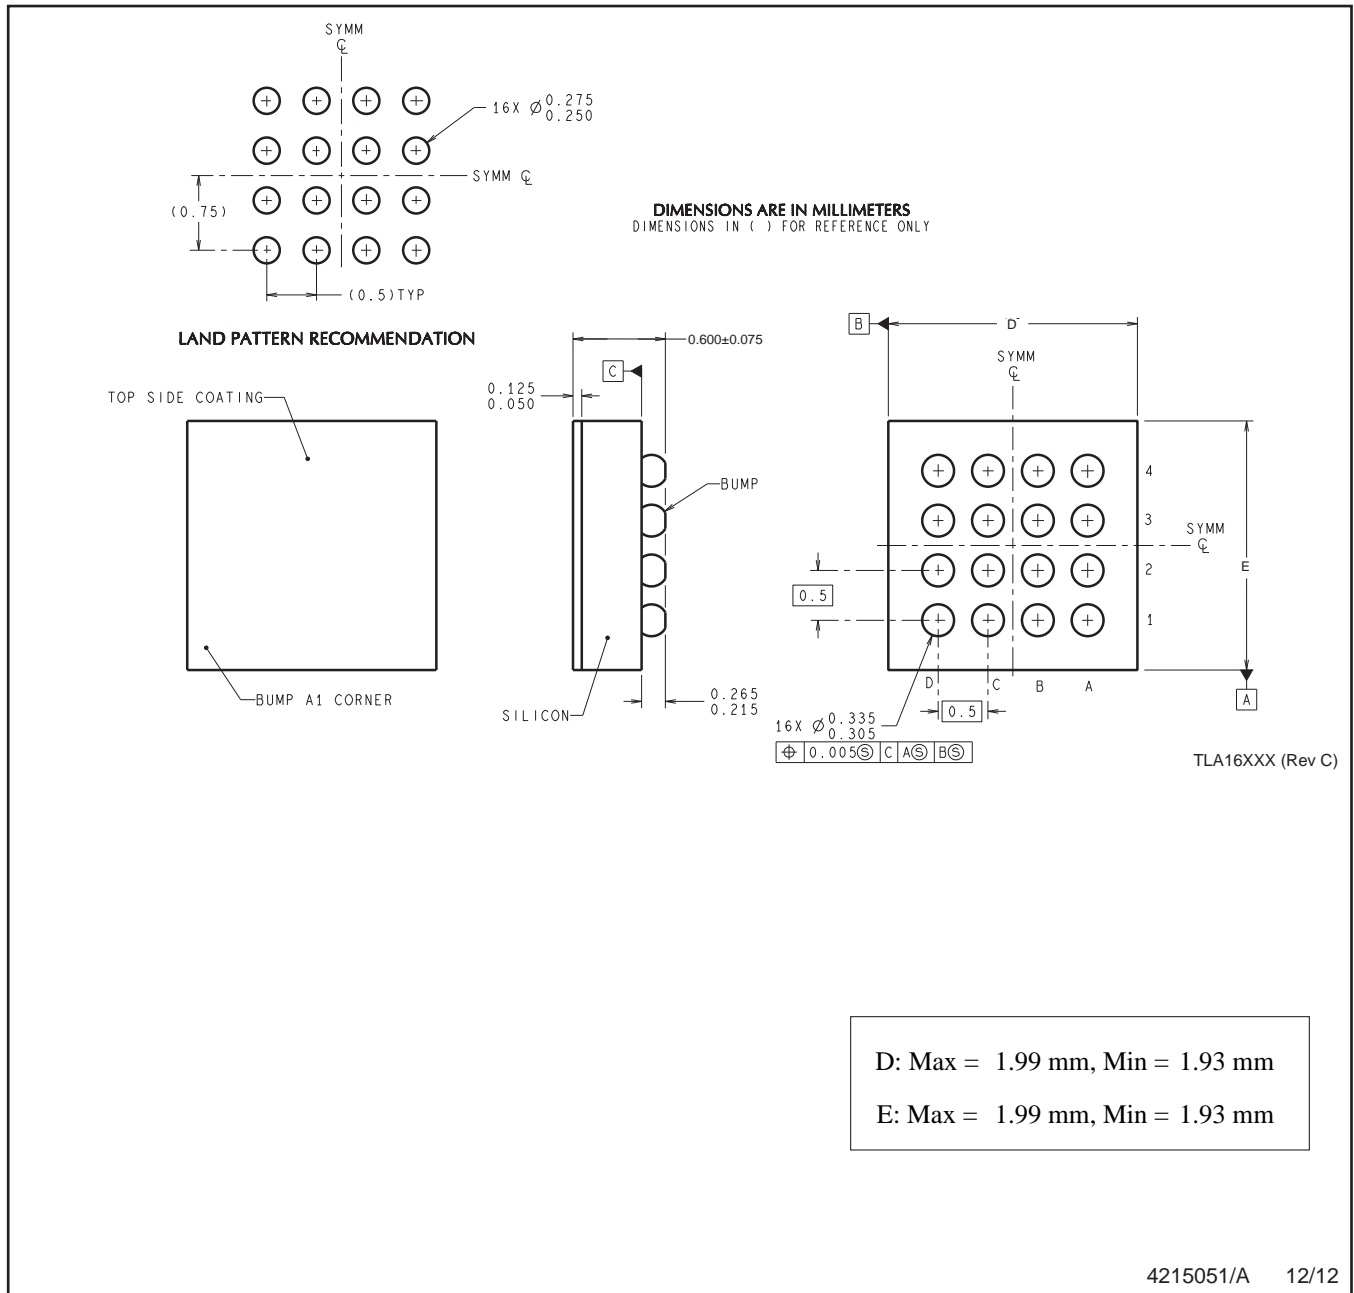 SYMM
℄
16X Ø 0.275
0.250
SYMM ℄
(0.75)
(0.5)TYP
DIMENSIONS ARE IN MILLIMETERS
DIMENSIONS IN ( ) FOR REFERENCE ONLY
LAND PATTERN RECOMMENDATION
TOP SIDE COATING
BUMP A1 CORNER
0.600±0.075
C
0.125
0.050
BUMP
SILICON
0.265
0.215
B
D
SYMM
℄
4
3
SYMM
℄
2
E
0.5
1
D
C
B
A
A
0.5
16X Ø 0.335
0.305
⌖ 0.005Ⓢ C AⓈ BⓈ
TLA16XXX (Rev C)
D: Max = 1.99 mm, Min = 1.93 mm
E: Max = 1.99 mm, Min = 1.93 mm
4215051/A 12/12